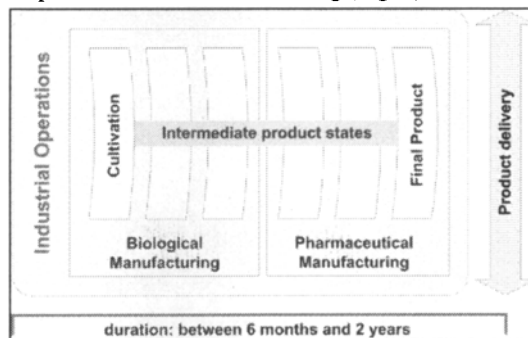 Industrial Operations
Cultivation
Intermediate product states
Final Product
Biological
Manufacturing
Pharmaceutical
Manufacturing
Product delivery
duration: between 6 months and 2 years